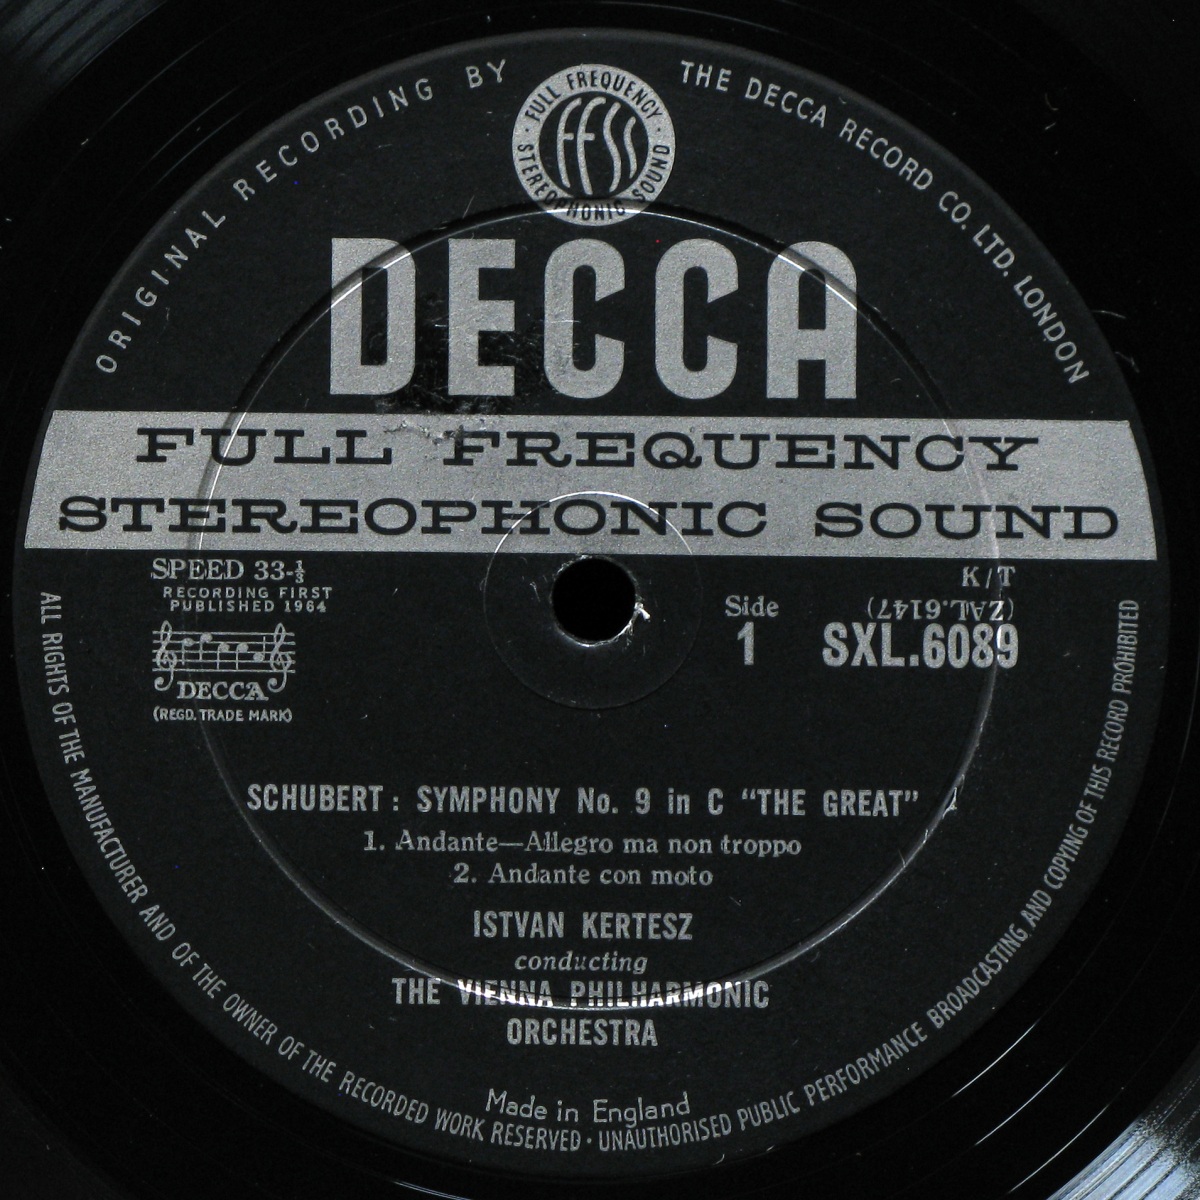 ORIGINAL RECORDING BY THE DECCA RECORD CO. LTD. LONDON
FULL FREQUENCY
FFSS
STEREOPHONIC SOUND
DECCA
FULL FREQUENCY
STEREOPHONIC SOUND
SPEED 33-⅓
RECORDING FIRST
PUBLISHED 1964
DECCA
(REGD. TRADE MARK)
K/T
(ZAL.6147)
Side
1
SXL.6089
SCHUBERT : SYMPHONY No. 9 in C "THE GREAT"
1. Andante—Allegro ma non troppo
2. Andante con moto
ISTVAN KERTESZ
conducting
THE VIENNA PHILHARMONIC
ORCHESTRA
Made in England
ALL RIGHTS OF THE MANUFACTURER AND OF THE OWNER OF THE RECORDED WORK RESERVED · UNAUTHORISED PUBLIC PERFORMANCE BROADCASTING AND COPYING OF THIS RECORD PROHIBITED